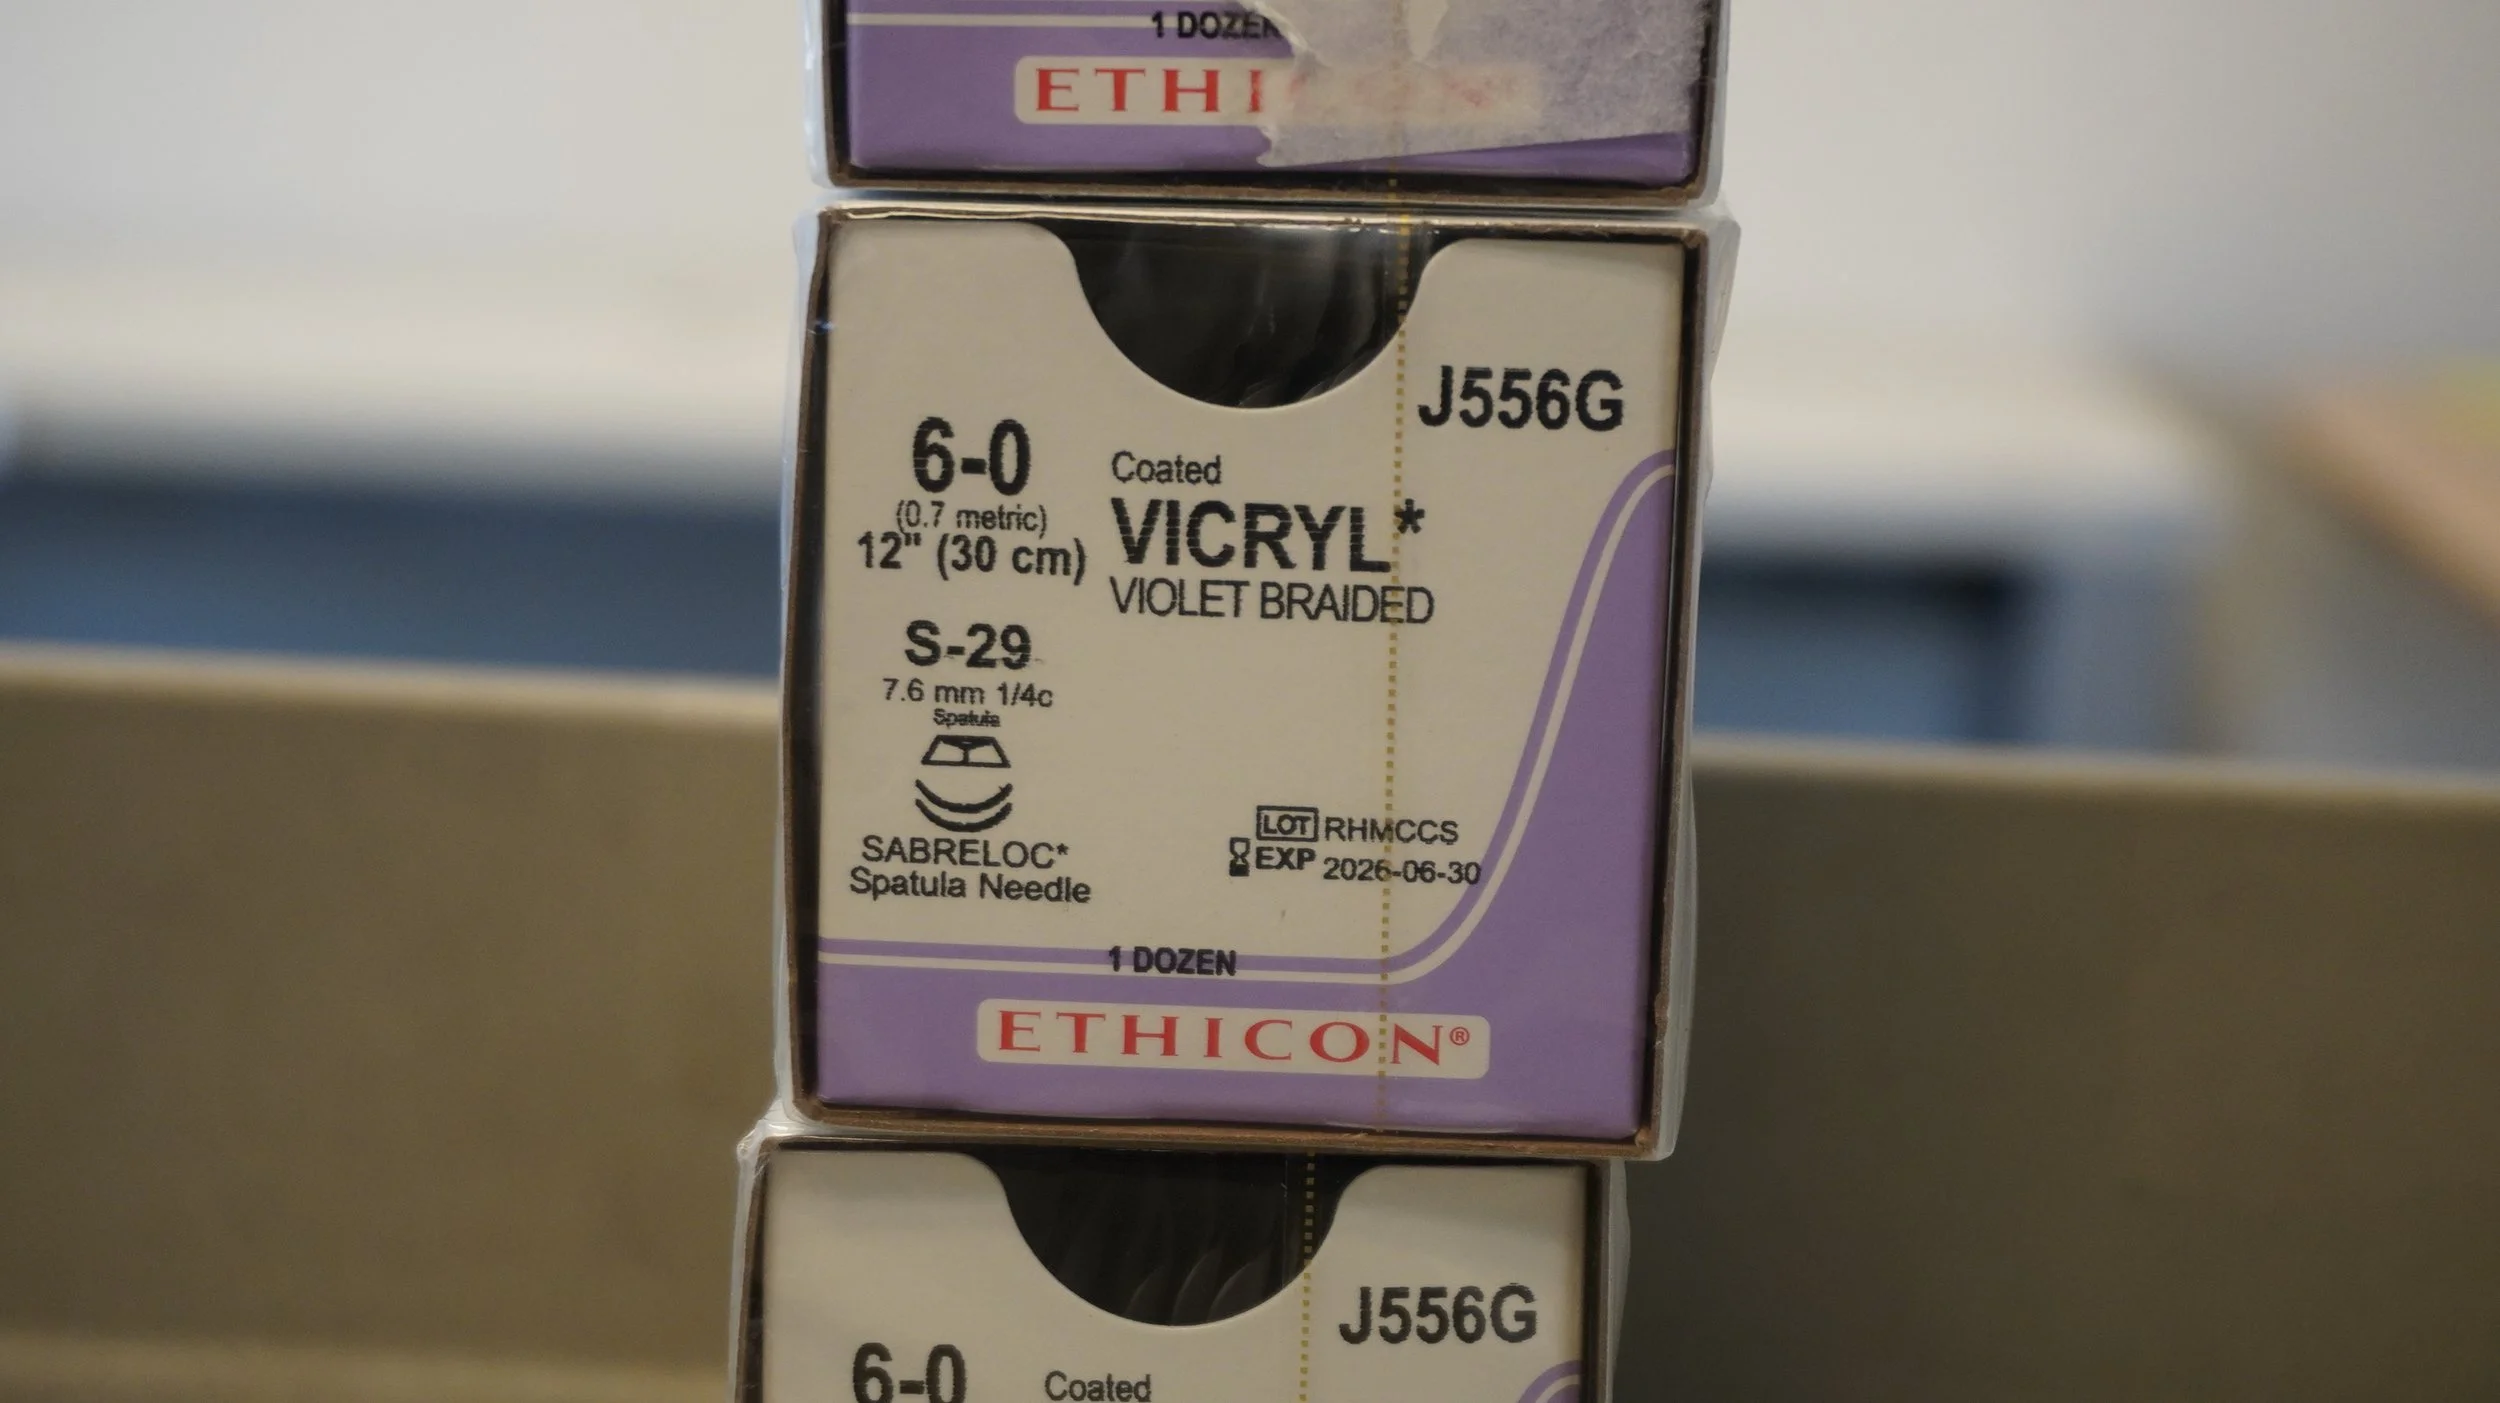 1 DOZEN
ETHI
J556G
6-0
(0.7 metric)
12" (30 cm)
Coated
VICRYL*
VIOLET BRAIDED
S-29
7.6 mm 1/4c
Spatula
SABRELOC*
Spatula Needle
LOT RHMCCS
EXP 2026-06-30
1 DOZEN
ETHICON®
J556G
6-0
Coated